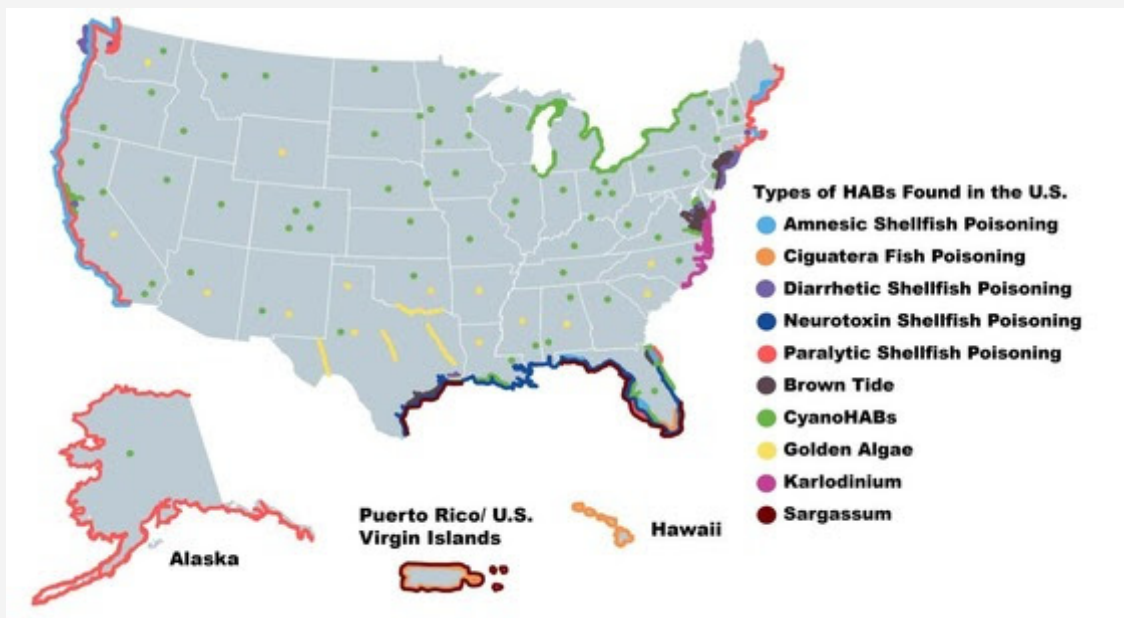 Types of HABs Found in the U.S.
Amnesic Shellfish Poisoning
Ciguatera Fish Poisoning
Diarrhetic Shellfish Poisoning
Neurotoxin Shellfish Poisoning
Paralytic Shellfish Poisoning
Brown Tide
CyanoHABs
Golden Algae
Karlodinium
Sargassum
Alaska
Puerto Rico/ U.S.
Virgin Islands
Hawaii